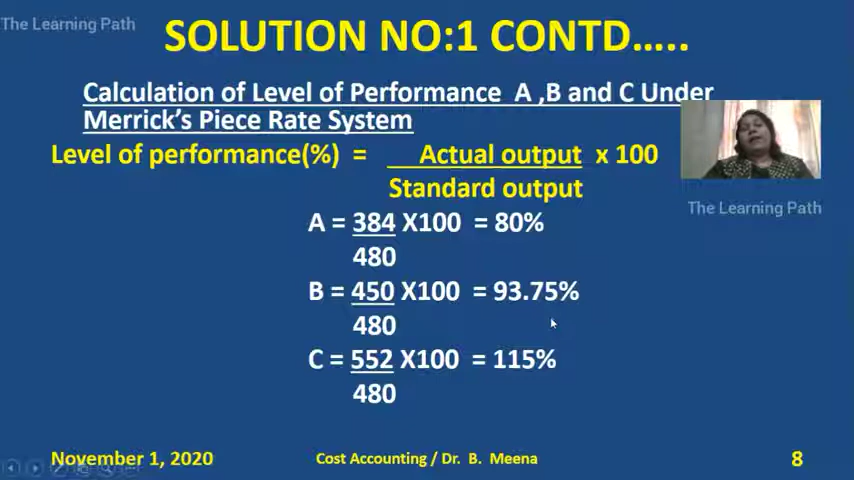 The Learning Path
SOLUTION NO:1 CONTD.....
Calculation of Level of Performance A ,B and C Under
Merrick's Piece Rate System
Level of performance(%) = Actual output x 100
Standard output
The Learning Path
A = 384 X100 = 80%
480
B = 450 X100 = 93.75%
480
C = 552 X100 = 115%
480
November 1, 2020
Cost Accounting / Dr. B. Meena
8